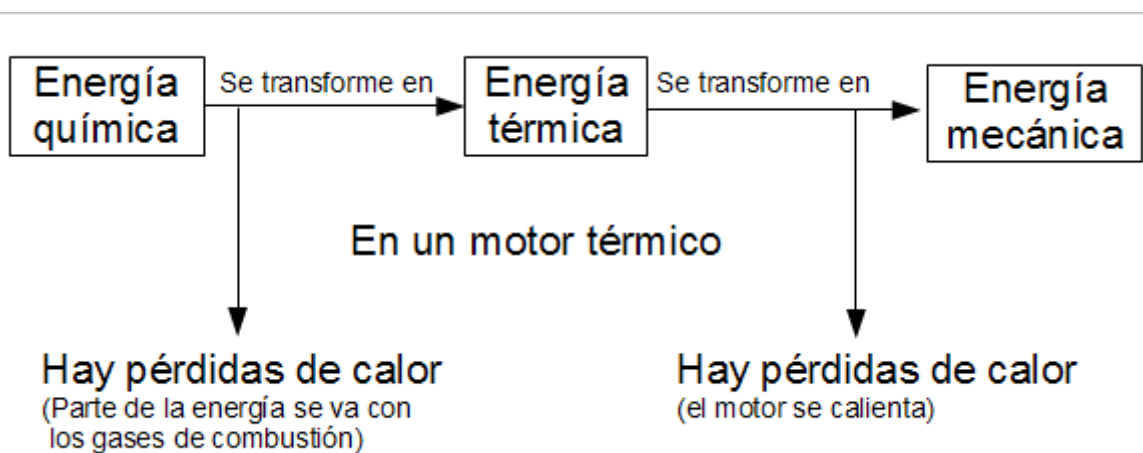 Energía
química
Se transforme en
Energía
térmica
Se transforme en
Energía
mecánica
En un motor térmico
Hay pérdidas de calor
(Parte de la energía se va con
los gases de combustión)
Hay pérdidas de calor
(el motor se calienta)